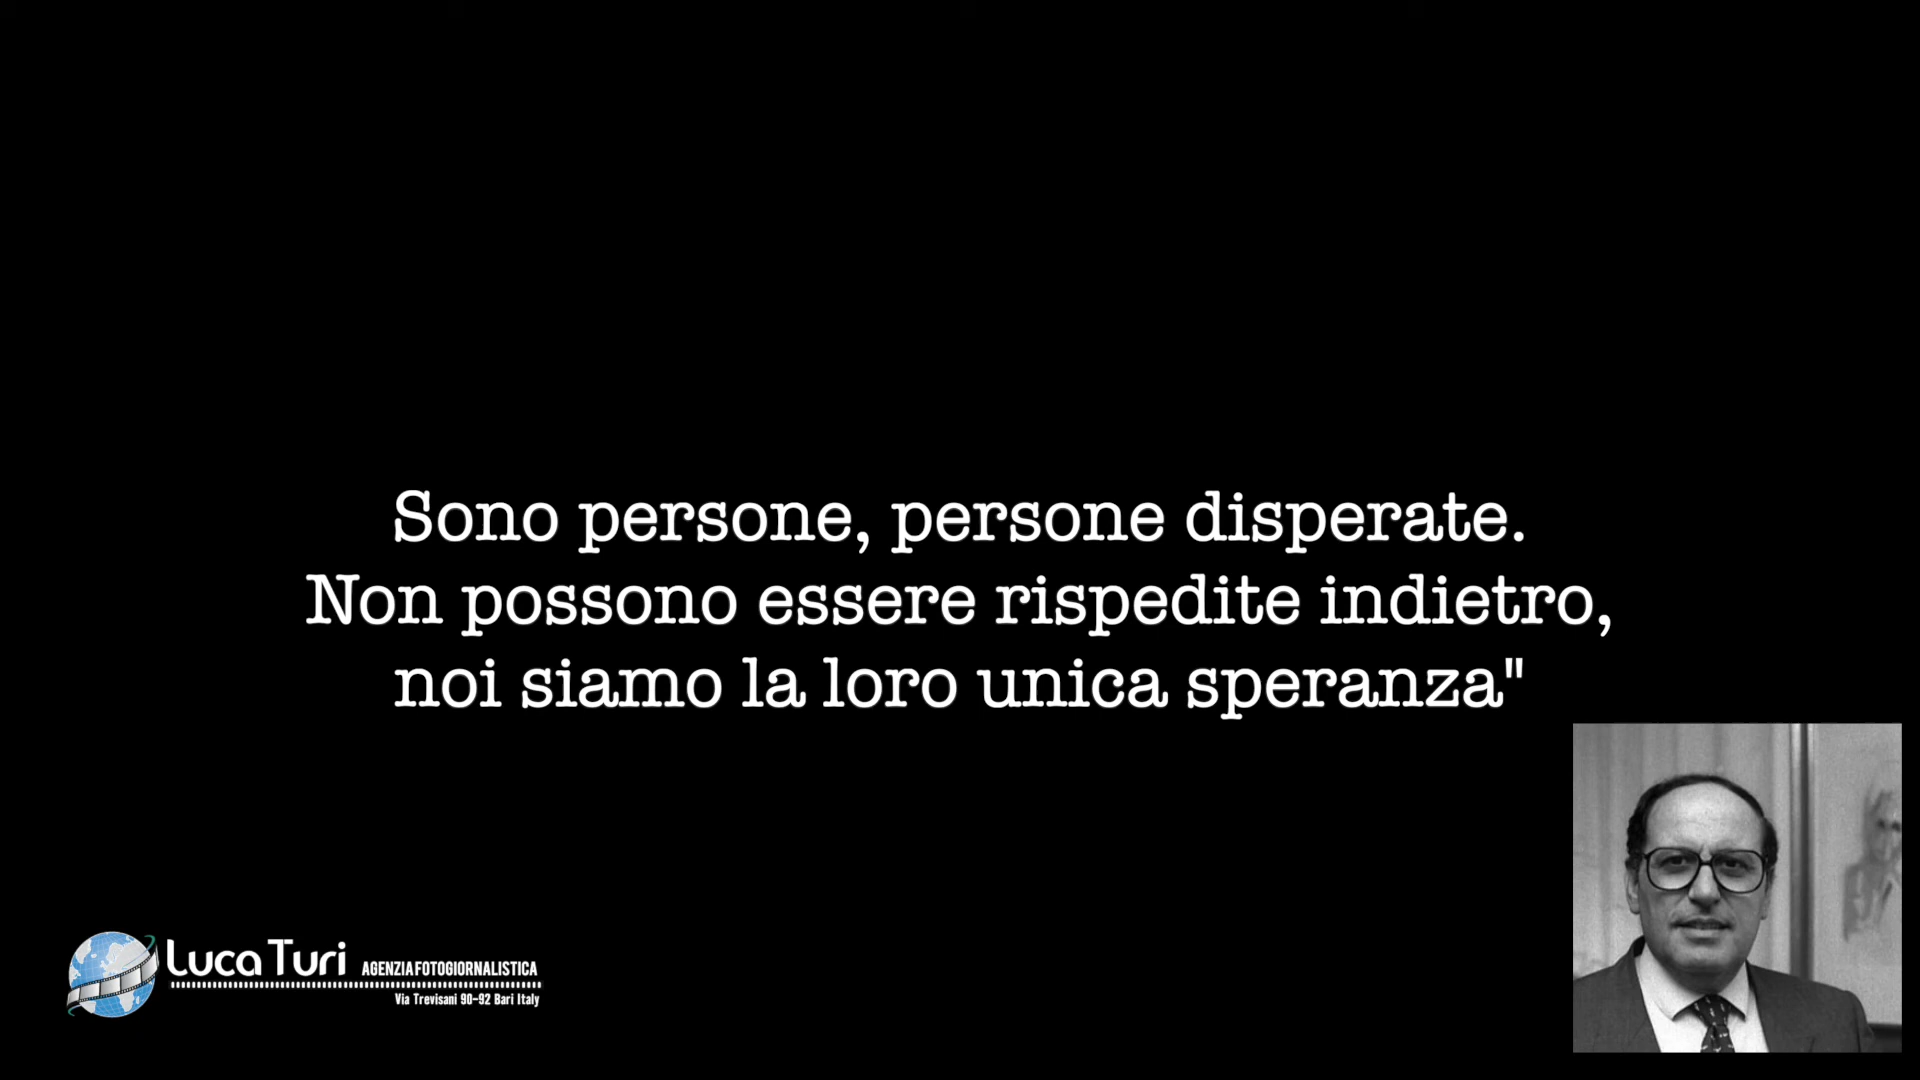 Sono persone, persone disperate.
Non possono essere rispedite indietro,
noi siamo la loro unica speranza"
Luca Turi AGENZIA FOTOGIORNALISTICA
Via Trevisani 90-92 Bari Italy